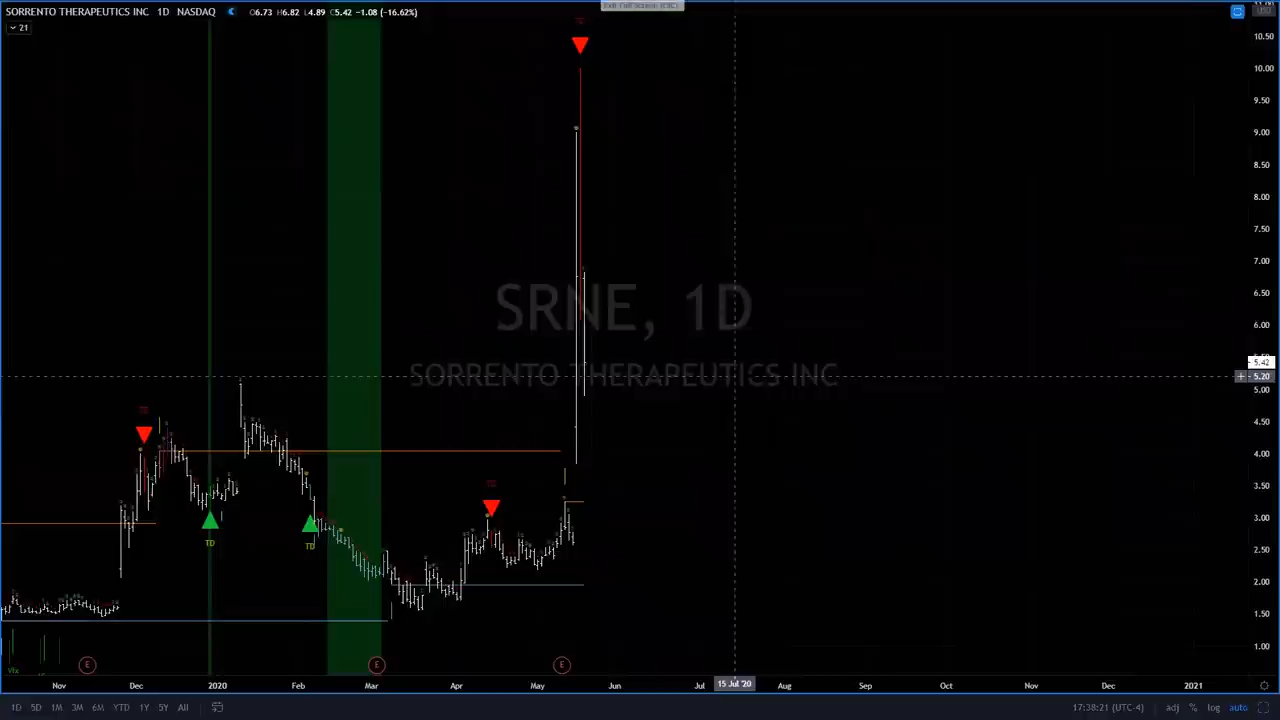 SORRENTO THERAPEUTICS INC 1D NASDAQ O6.73 H6.82 L4.89 C5.42 −1.08 (−16.62%)
21
10.50
10.00
9.50
9.00
8.50
8.00
7.50
7.00
6.50
6.00
5.42
5.20
5.00
4.50
4.00
3.50
3.00
2.50
2.00
1.50
1.00
SRNE, 1D
SORRENTO THERAPEUTICS INC
TD
TD
E
E
E
Nov Dec 2020 Feb Mar Apr May Jun Jul 15 Jul '20 Aug Sep Oct Nov Dec 2021
1D 5D 1M 3M 6M YTD 1Y 5Y All 17:38:21 (UTC-4) adj % log auto